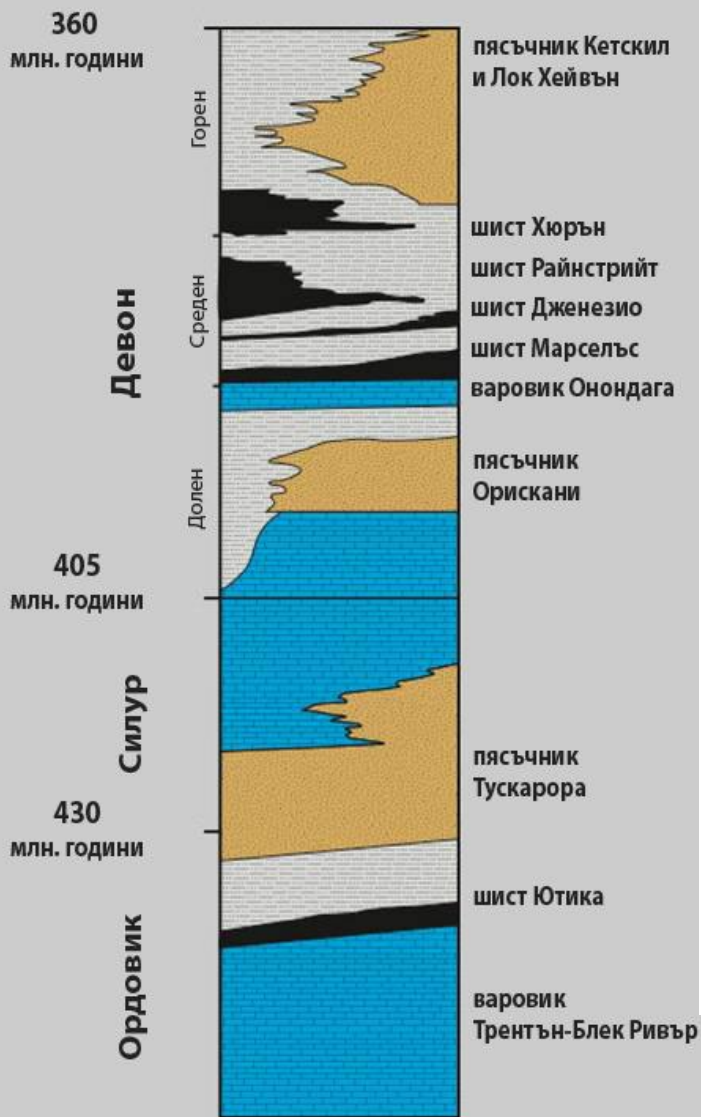 360
млн. години
пясъчник Кетскил
и Лок Хейвън
Горен
шист Хюрън
шист Райнстрийт
Среден
шист Дженезио
Девон
шист Марселъс
варовик Онондага
пясъчник
Орискани
Долен
405
млн. години
Силур
пясъчник
Тускарора
430
млн. години
шист Ютика
Ордовик
варовик
Трентън-Блек Ривър